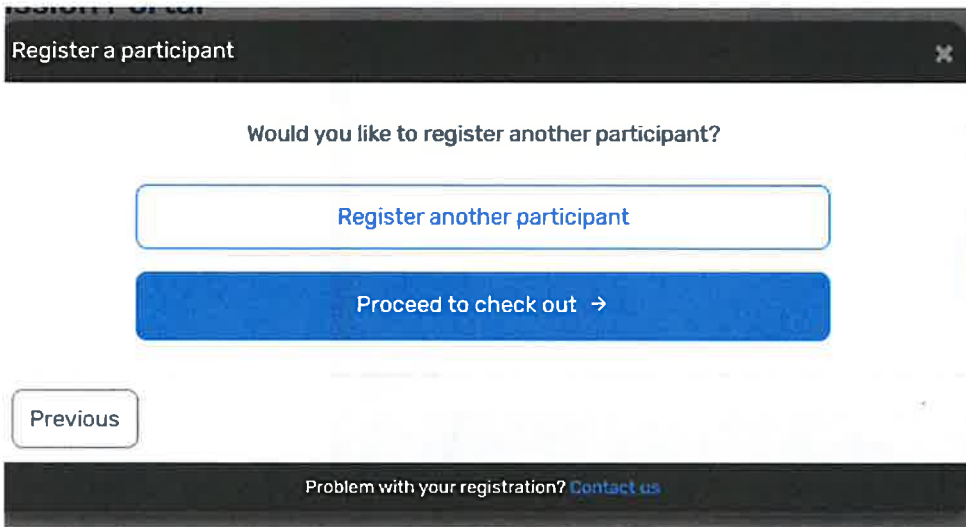 Register a participant
Would you like to register another participant?
Register another participant
Proceed to check out →
Previous
Problem with your registration? Contact us